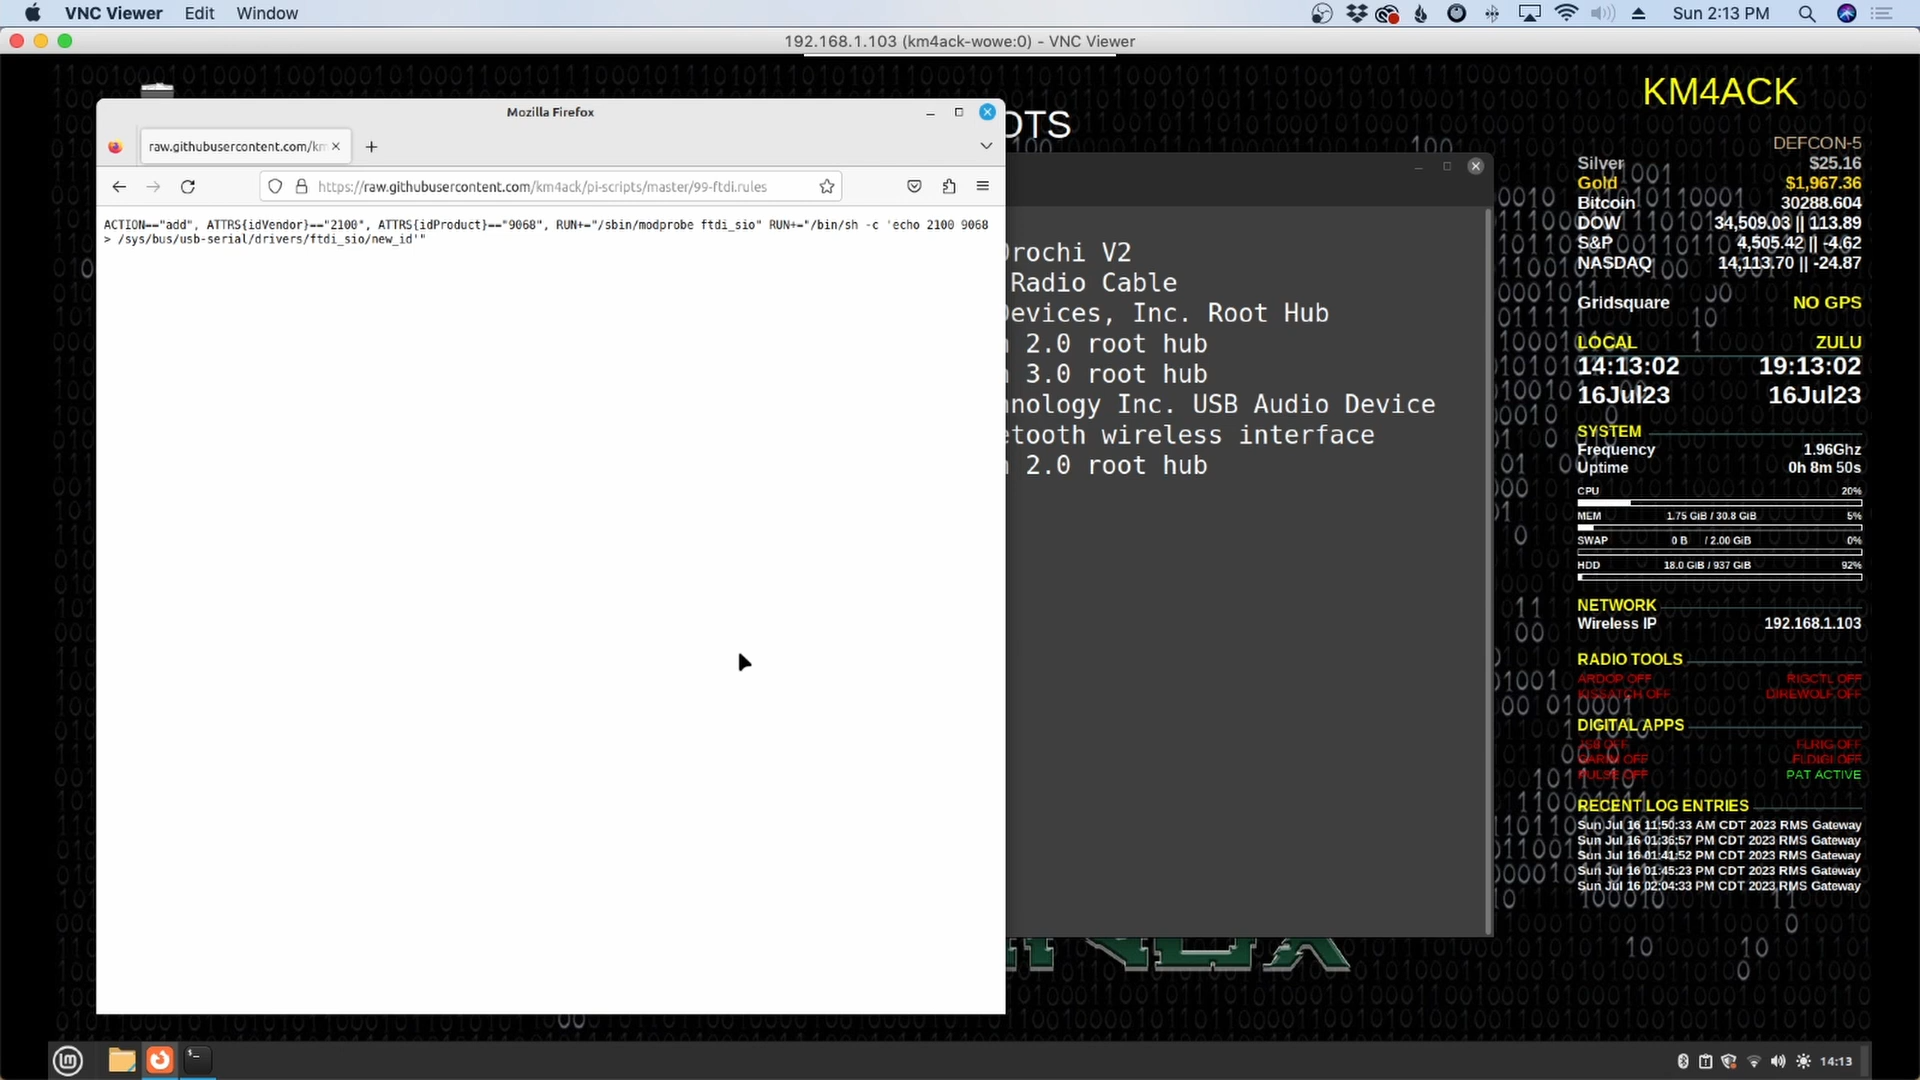 VNC Viewer Edit Window Sun 2:13 PM
192.168.1.103 (km4ack-wowe:0) - VNC Viewer
Mozilla Firefox
raw.githubusercontent.com/km
https://raw.githubusercontent.com/km4ack/pi-scripts/master/99-ftdi.rules
ACTION=="add", ATTRS{idVendor}=="2100", ATTRS{idProduct}=="9068", RUN+="/sbin/modprobe ftdi_sio" RUN+="/bin/sh -c 'echo 2100 9068
> /sys/bus/usb-serial/drivers/ftdi_sio/new_id'"
OTS
Orochi V2
Radio Cable
Devices, Inc. Root Hub
2.0 root hub
3.0 root hub
nology Inc. USB Audio Device
etooth wireless interface
2.0 root hub
KM4ACK
DEFCON-5
Silver $25.16
Gold $1,967.36
Bitcoin 30288.604
DOW 34,509.03 || 113.89
S&P 4,505.42 || -4.62
NASDAQ 14,113.70 || -24.87
Gridsquare NO GPS
LOCAL ZULU
14:13:02 19:13:02
16Jul23 16Jul23
SYSTEM
Frequency 1.96Ghz
Uptime 0h 8m 50s
CPU 20%
MEM 1.75 GiB / 30.8 GiB 5%
SWAP 0 B / 2.00 GiB 0%
HDD 18.0 GiB / 937 GiB 92%
NETWORK
Wireless IP 192.168.1.103
RADIO TOOLS
ARDOP OFF RIGCTL OFF
KISSATCH OFF DIREWOLF OFF
DIGITAL APPS
OFF FLRIG OFF
OFF FLDIGI OFF
PULSE OFF PAT ACTIVE
RECENT LOG ENTRIES
Sun Jul 16 11:50:33 AM CDT 2023 RMS Gateway
Sun Jul 16 01:36:57 PM CDT 2023 RMS Gateway
Sun Jul 16 01:41:52 PM CDT 2023 RMS Gateway
Sun Jul 16 01:45:23 PM CDT 2023 RMS Gateway
Sun Jul 16 02:04:33 PM CDT 2023 RMS Gateway
14:13